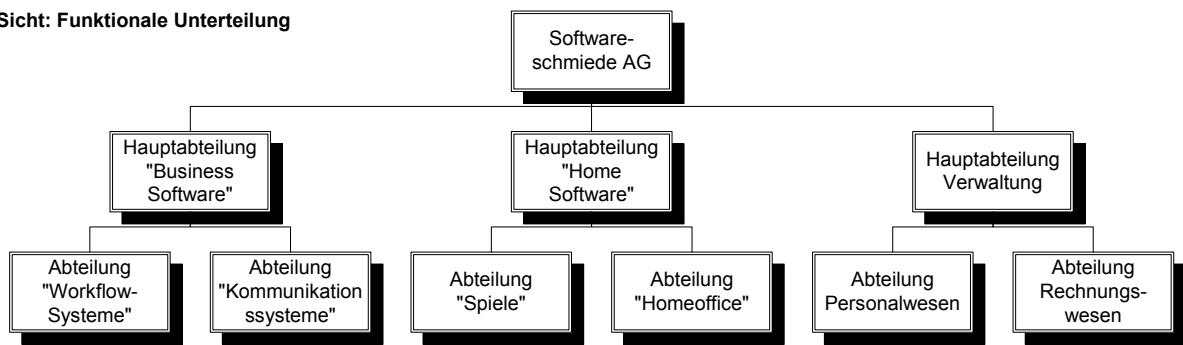 Sicht: Funktionale Unterteilung
Software-
schmiede AG
Hauptabteilung
"Business
Software"
Hauptabteilung
"Home
Software"
Hauptabteilung
Verwaltung
Abteilung
"Workflow-
Systeme"
Abteilung
"Kommunikation
ssysteme"
Abteilung
"Spiele"
Abteilung
"Homeoffice"
Abteilung
Personalwesen
Abteilung
Rechnungs-
wesen